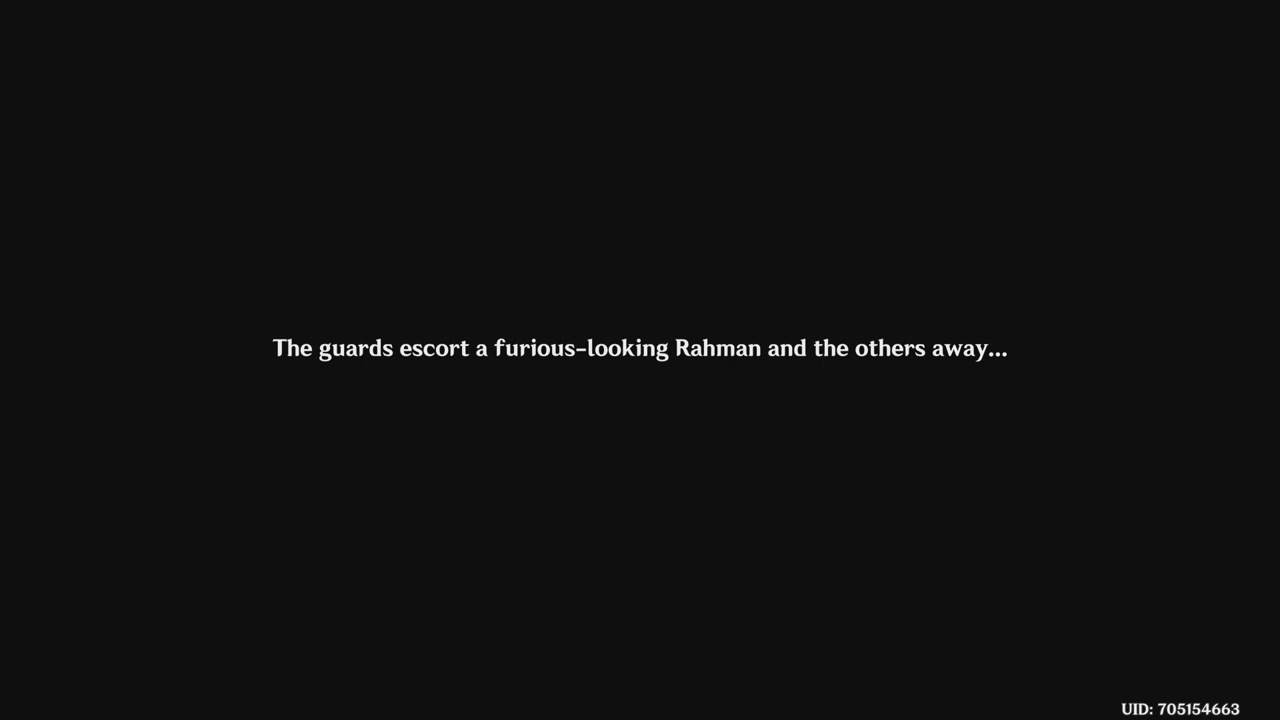 The guards escort a furious-looking Rahman and the others away...
UID: 705154663